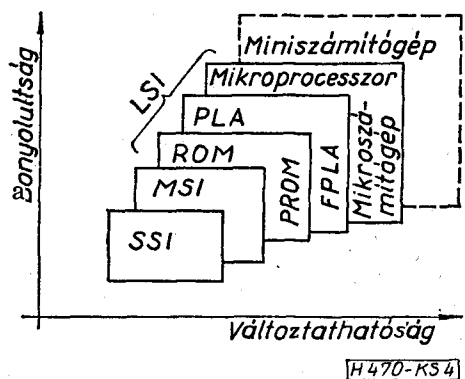 Miniszámítógép
Mikroprocesszor
LSI
PLA
Mikroszá-
mítógép
ROM
FPLA
PROM
MSI
SSI
Bonyolultság
Változtathatóság
H470-KS4